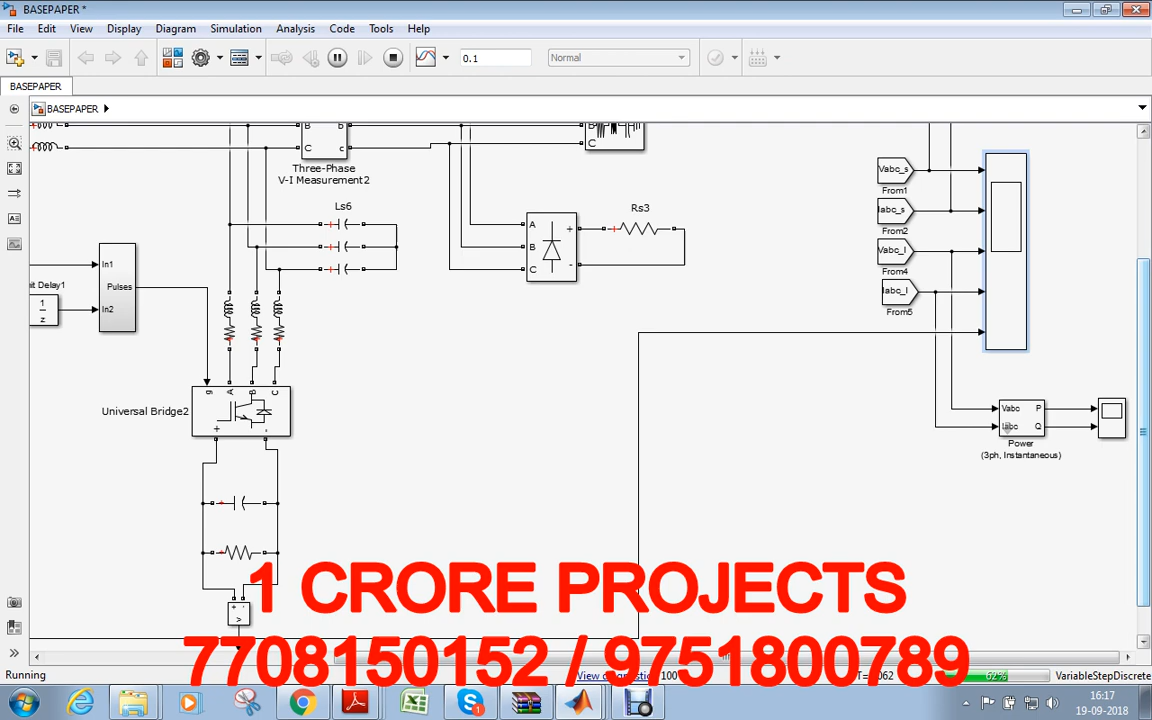 BASEPAPER *
File Edit View Display Diagram Simulation Analysis Code Tools Help
0.1 Normal
BASEPAPER
BASEPAPER
B b
C c
B
C
Three-Phase
V-I Measurement2
Vabc_s
From1
Iabc_s
From2
Vabc_l
From4
Iabc_l
From5
Ls6
Rs3
A +
B
C -
In1
Pulses
In2
it Delay1
1
z
g A B C
Universal Bridge2
+ -
Vabc P
Iabc Q
Power
(3ph, Instantaneous)
+ -
v
1 CRORE PROJECTS
7708150152 / 9751800789
Running
62%
VariableStepDiscrete
16:17
19-09-2018